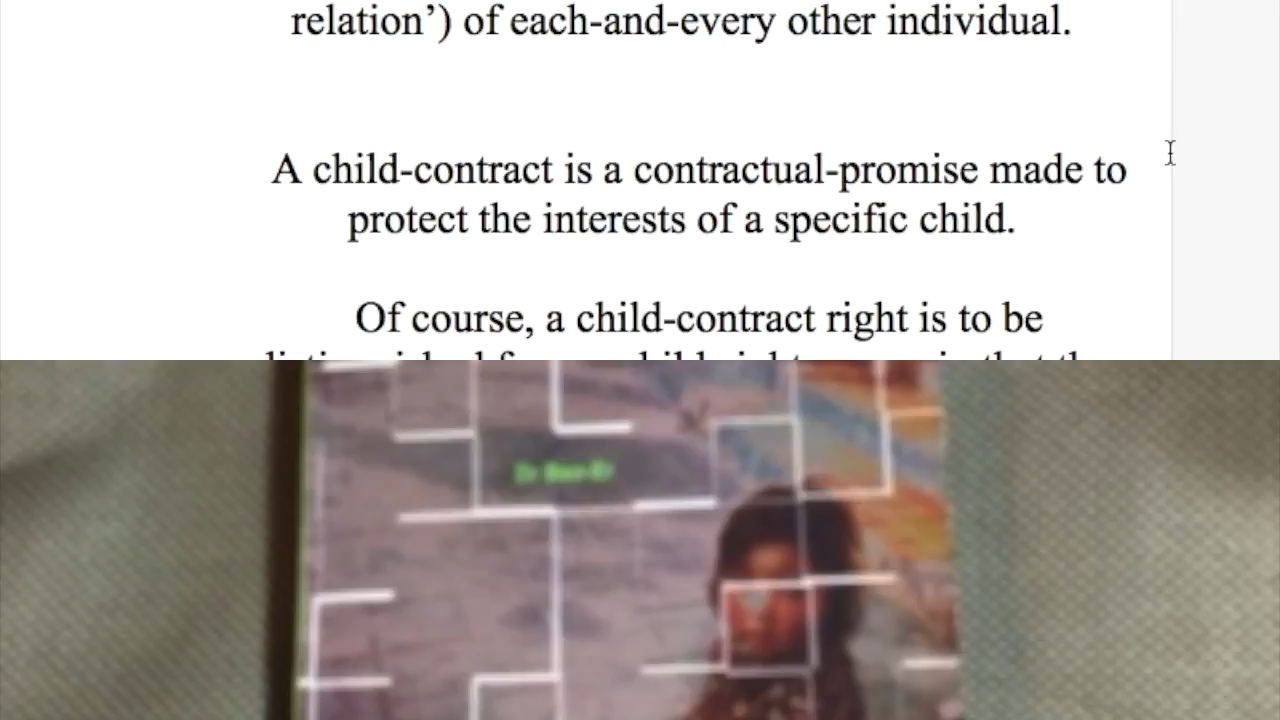 relation’) of each-and-every other individual.
A child-contract is a contractual-promise made to
protect the interests of a specific child.
Of course, a child-contract right is to be